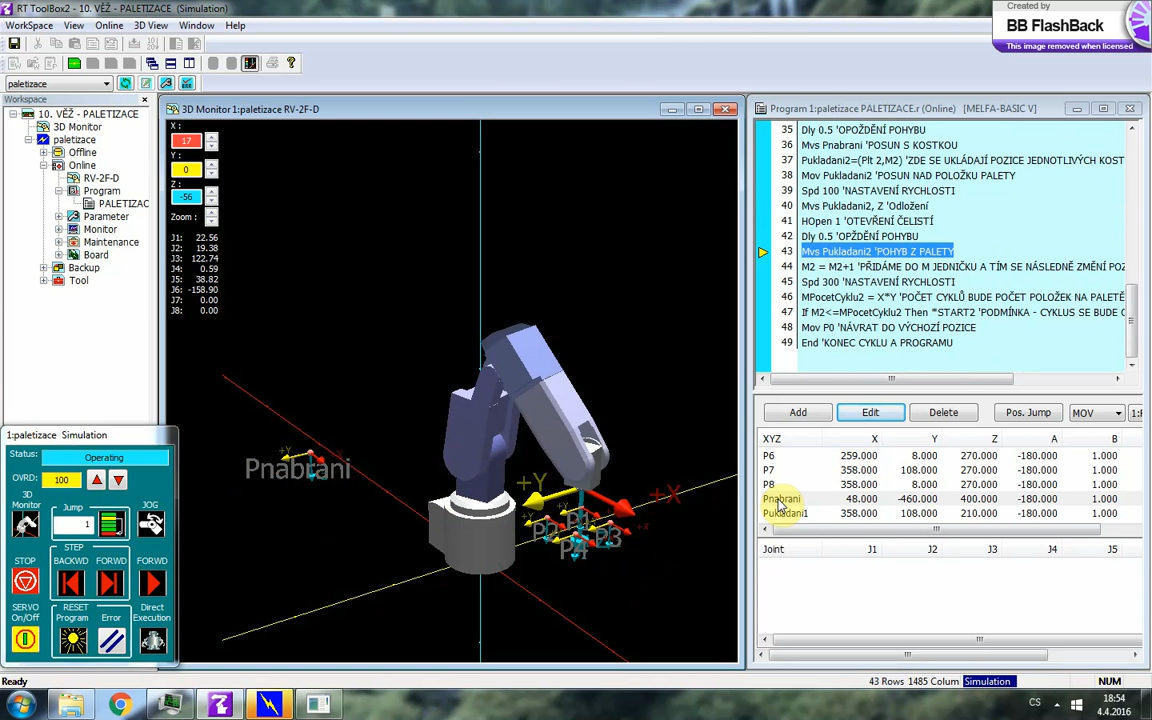 RT ToolBox2 - 10. VĚŽ - PALETIZACE (Simulation)
Created by
BB FlashBack
This image removed when licensed
WorkSpace View Online 3D View Window Help
paletizace
Workspace
10. VĚŽ - PALETIZACE
3D Monitor
paletizace
Offline
Online
RV-2F-D
Program
PALETIZAC
Parameter
Monitor
Maintenance
Board
Backup
Tool
3D Monitor 1:paletizace RV-2F-D
X :
17
Y :
0
Z :
-56
Zoom :
J1: 22.56
J2: 19.38
J3: 122.74
J4: 0.59
J5: 38.82
J6: -158.90
J7: 0.00
J8: 0.00
Pnabrani
+Y
+X
P3
P4
Program 1:paletizace PALETIZACE.r (Online) [MELFA-BASIC V]
35 Dly 0.5 'OPOŽDĚNÍ POHYBU
36 Mvs Pnabrani 'POSUN S KOSTKOU
37 Pukladani2=(Plt 2,M2) 'ZDE SE UKLÁDAJÍ POZICE JEDNOTLIVÝCH KOST
38 Mov Pukladani2 'POSUN NAD POLOŽKU PALETY
39 Spd 100 'NASTAVENÍ RYCHLOSTI
40 Mvs Pukladani2, Z 'Odložení
41 HOpen 1 'OTEVŘENÍ ČELISTÍ
42 Dly 0.5 'OPŽDĚNÍ POHYBU
43 Mvs Pukladani2 'POHYB Z PALETY
44 M2 = M2+1 'PŘIDÁME DO M JEDNIČKU A TÍM SE NÁSLEDNĚ ZMĚNÍ POZ
45 Spd 300 'NASTAVENÍ RYCHLOSTI
46 MPocetCyklu2 = X*Y 'POČET CYKLŮ BUDE POČET POLOŽEK NA PALETĚ
47 If M2<=MPocetCyklu2 Then *START2 'PODMÍNKA - CYKLUS SE BUDE O
48 Mov P0 'NÁVRAT DO VÝCHOZÍ POZICE
49 End 'KONEC CYKLU A PROGRAMU
Add Edit Delete Pos. Jump MOV
XYZ X Y Z A B
P6 259.000 8.000 270.000 -180.000 1.000
P7 358.000 108.000 270.000 -180.000 1.000
P8 358.000 8.000 270.000 -180.000 1.000
Pnabrani 48.000 -460.000 400.000 -180.000 1.000
Pukladani1 358.000 108.000 210.000 -180.000 1.000
Joint J1 J2 J3 J4 J5
1:paletizace Simulation
Status: Operating
OVRD: 100
3D Monitor
Jump
1
JOG
STEP
STOP BACKWD FORWD FORWD
SERVO On/Off
RESET
Program Error
Direct Execution
Ready
43 Rows 1485 Colum Simulation NUM
CS
18:54
4.4.2016